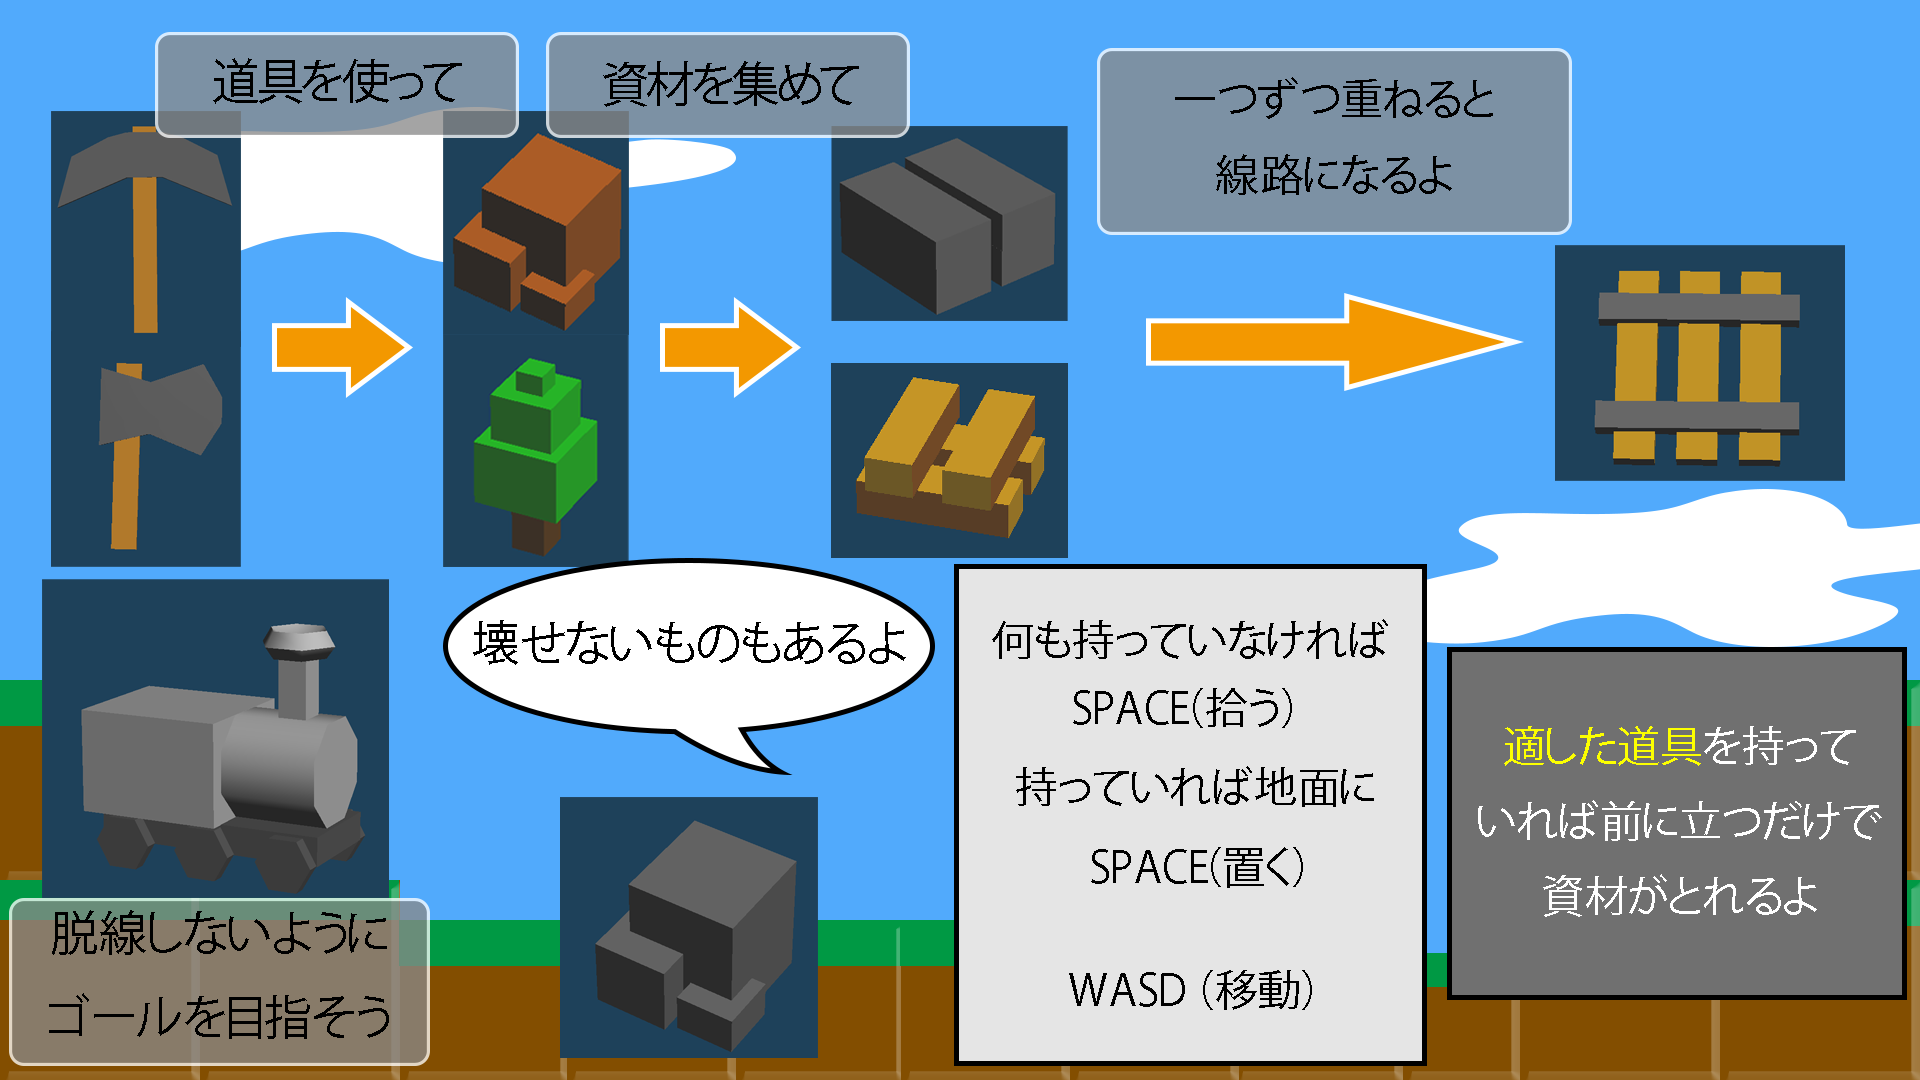 道具を使って
資材を集めて
一つずつ重ねると
線路になるよ
壊せないものもあるよ
何も持っていなければ
SPACE(拾う)
持っていれば地面に
SPACE(置く)
WASD (移動)
適した道具を持って
いれば前に立つだけで
資材がとれるよ
脱線しないように
ゴールを目指そう